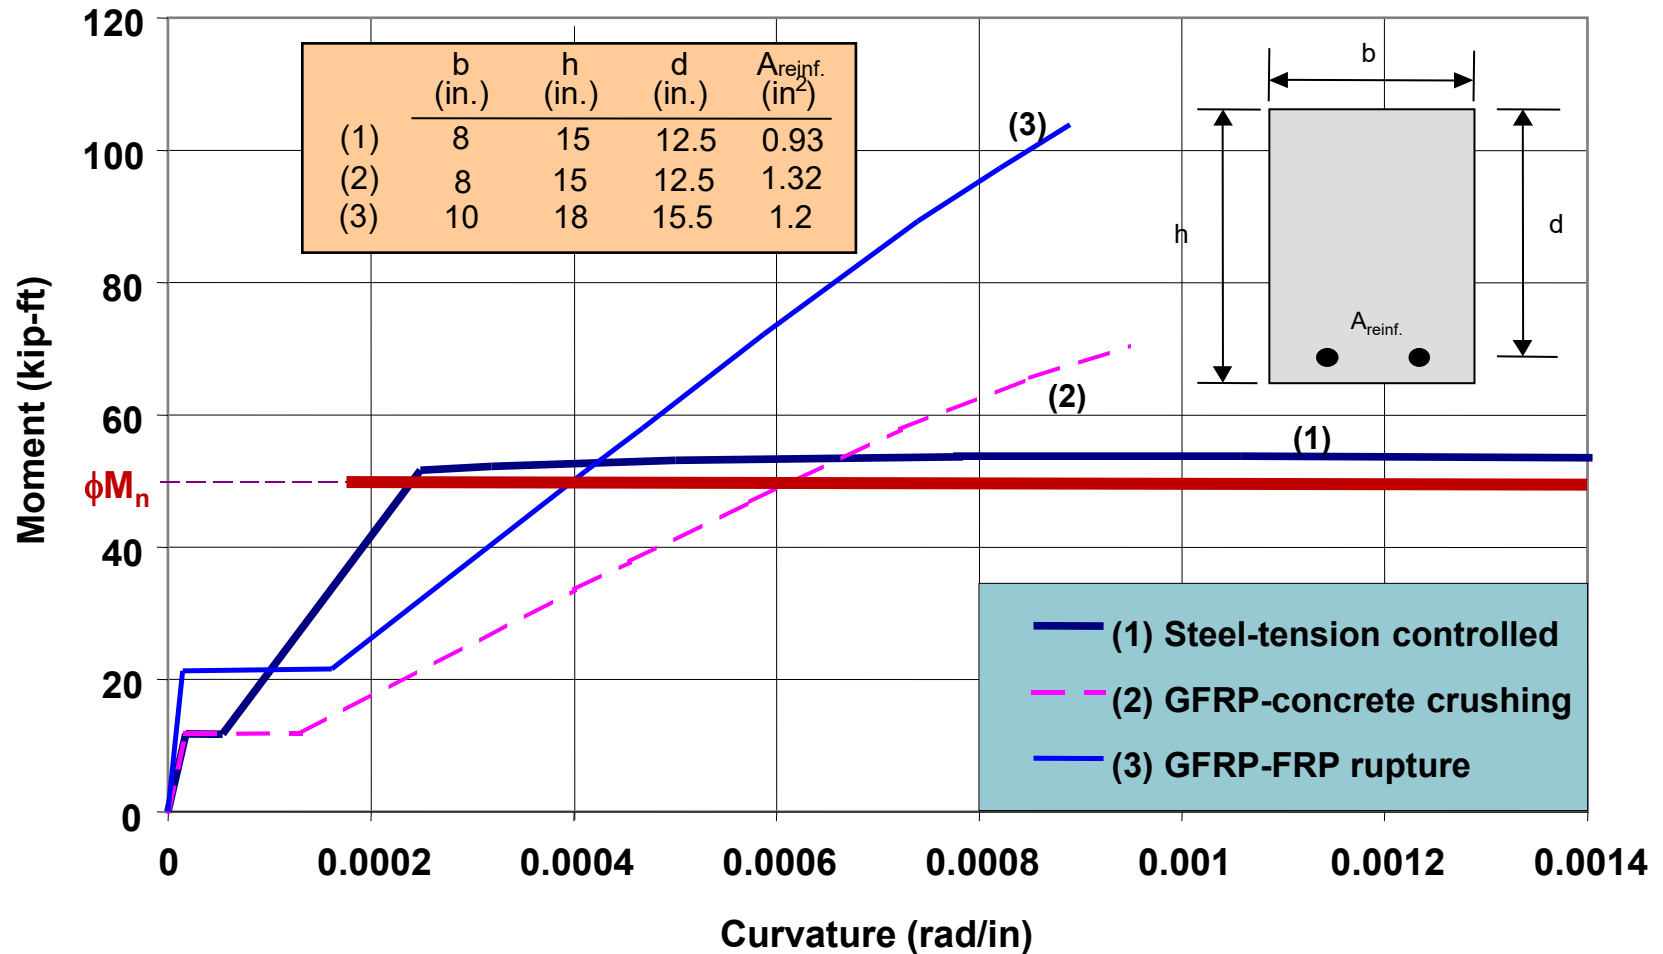 120
100
80
60
ϕMn
40
20
0
Moment (kip-ft)
b h d Areinf.
(in.) (in.) (in.) (in2)
(1) 8 15 12.5 0.93
(2) 8 15 12.5 1.32
(3) 10 18 15.5 1.2
(3)
(2)
(1)
b
h
d
Areinf.
(1) Steel-tension controlled
(2) GFRP-concrete crushing
(3) GFRP-FRP rupture
0 0.0002 0.0004 0.0006 0.0008 0.001 0.0012 0.0014
Curvature (rad/in)